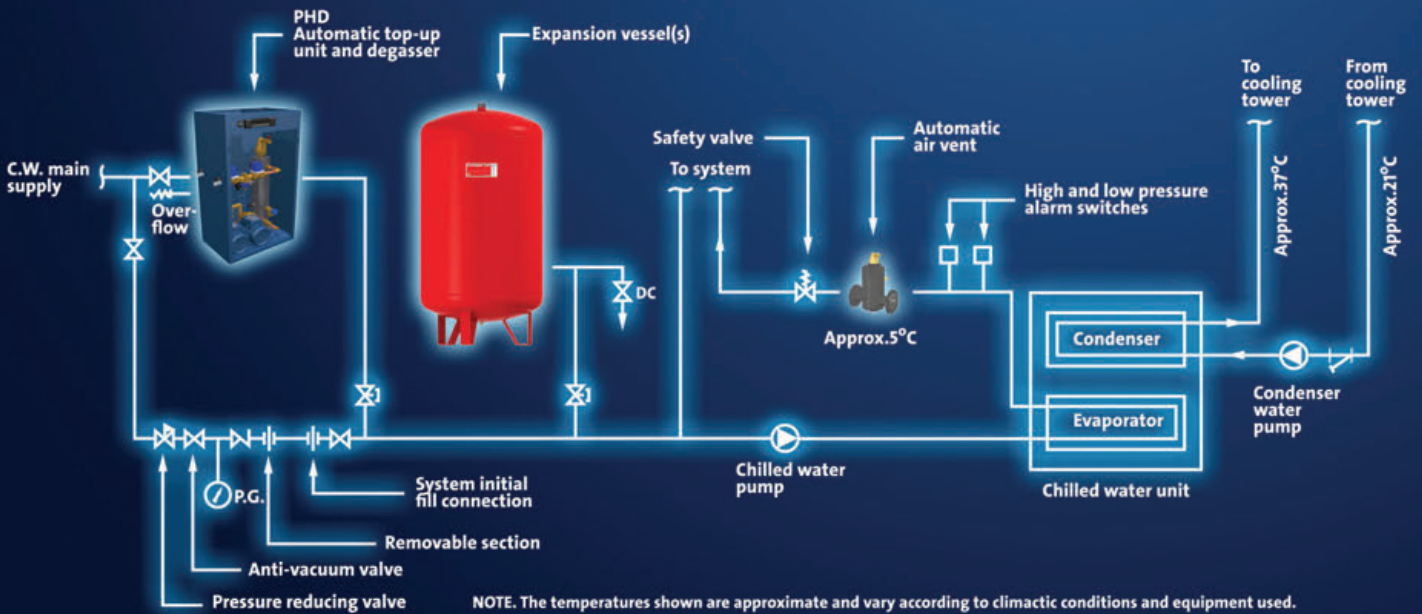 PHD
Automatic top-up
unit and degasser
Expansion vessel(s)
To
cooling
tower
From
cooling
tower
Safety valve
Automatic
air vent
C.W. main
supply
To system
High and low pressure
alarm switches
Approx.37°C
Approx.21°C
Over-
flow
DC
Approx.5°C
Condenser
Condenser
water
pump
Evaporator
Chilled water
pump
Chilled water unit
P.G.
System initial
fill connection
Removable section
Anti-vacuum valve
Pressure reducing valve
NOTE. The temperatures shown are approximate and vary according to climactic conditions and equipment used.